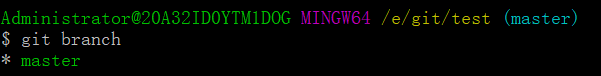 Administrator@20A32IDOYTM1DOG MINGW64 /e/git/test (master)
$ git branch
* master